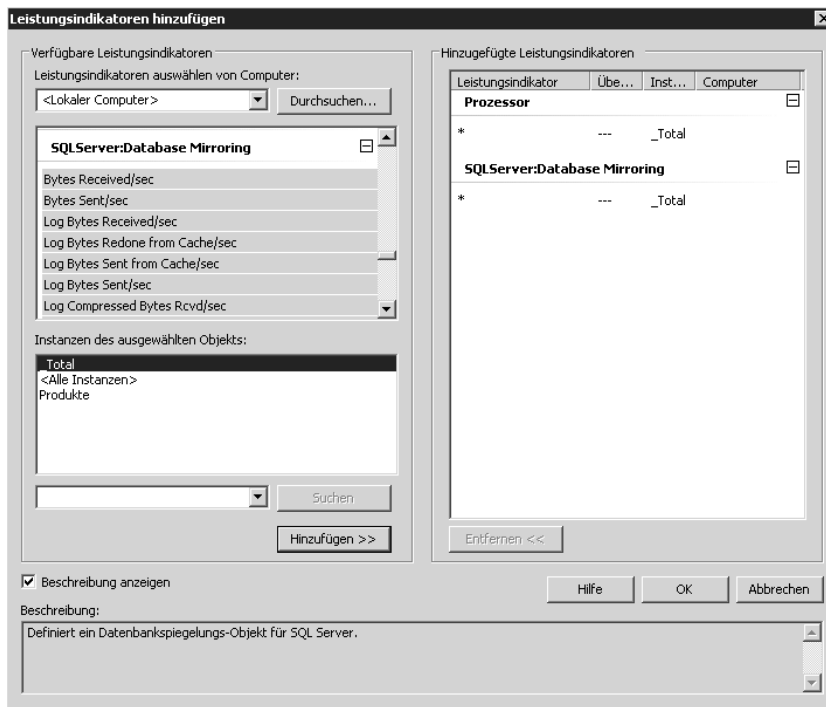 Leistungsindikatoren hinzufügen
Verfügbare Leistungsindikatoren
Leistungsindikatoren auswählen von Computer:
<Lokaler Computer>
Durchsuchen...
SQLServer:Database Mirroring
Bytes Received/sec
Bytes Sent/sec
Log Bytes Received/sec
Log Bytes Redone from Cache/sec
Log Bytes Sent from Cache/sec
Log Bytes Sent/sec
Log Compressed Bytes Rcvd/sec
Instanzen des ausgewählten Objekts:
_Total
<Alle Instanzen>
Produkte
Suchen
Hinzufügen >>
Hinzugefügte Leistungsindikatoren
Leistungsindikator Übe... Inst... Computer
Prozessor
* --- _Total
SQLServer:Database Mirroring
* --- _Total
Entfernen <<
Beschreibung anzeigen
Hilfe OK Abbrechen
Beschreibung:
Definiert ein Datenbankspiegelungs-Objekt für SQL Server.